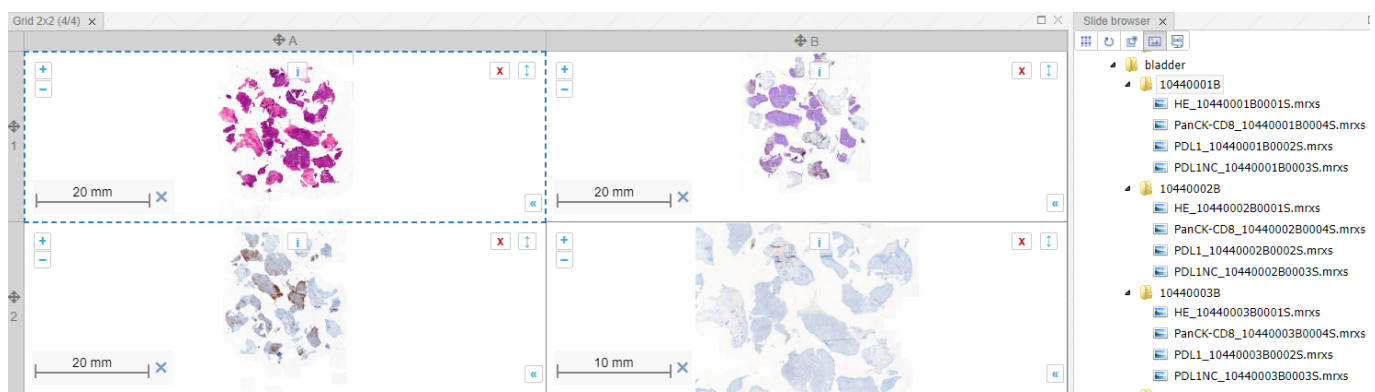 Grid 2x2 (4/4)
A
B
1
i
x
20 mm
i
x
20 mm
2
i
x
20 mm
i
x
10 mm
Slide browser
bladder
10440001B
HE_10440001B0001S.mrxs
PanCK-CD8_10440001B0004S.mrxs
PDL1_10440001B0002S.mrxs
PDL1NC_10440001B0003S.mrxs
10440002B
HE_10440002B0001S.mrxs
PanCK-CD8_10440002B0004S.mrxs
PDL1_10440002B0002S.mrxs
PDL1NC_10440002B0003S.mrxs
10440003B
HE_10440003B0001S.mrxs
PanCK-CD8_10440003B0004S.mrxs
PDL1_10440003B0002S.mrxs
PDL1NC_10440003B0003S.mrxs